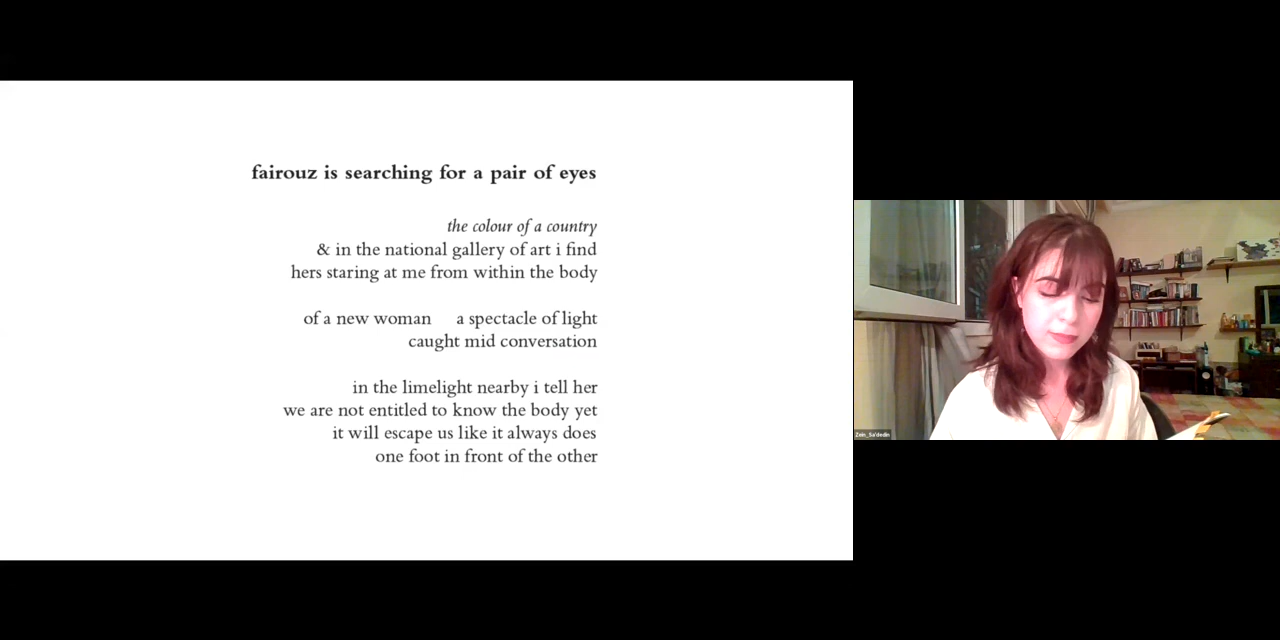 fairouz is searching for a pair of eyes
the colour of a country
& in the national gallery of art i find
hers staring at me from within the body
of a new woman a spectacle of light
caught mid conversation
in the limelight nearby i tell her
we are not entitled to know the body yet
it will escape us like it always does
one foot in front of the other
Zein_Sa'dedin